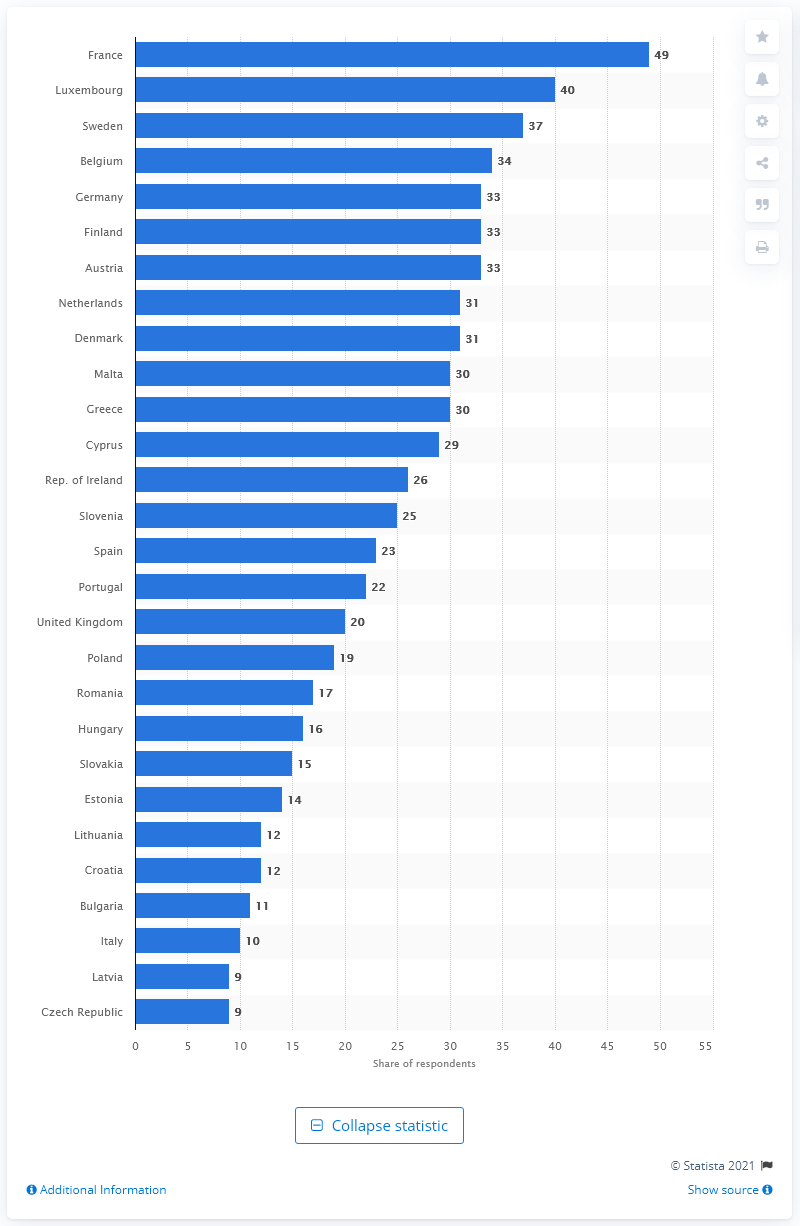 France 49
Luxembourg 40
Sweden 37
Belgium 34
Germany 33
Finland 33
Austria 33
Netherlands 31
Denmark 31
Malta 30
Greece 30
Cyprus 29
Rep. of Ireland 26
Slovenia 25
Spain 23
Portugal 22
United Kingdom 20
Poland 19
Romania 17
Hungary 16
Slovakia 15
Estonia 14
Lithuania 12
Croatia 12
Bulgaria 11
Italy 10
Latvia 9
Czech Republic 9
0 5 10 15 20 25 30 35 40 45 50 55
Share of respondents
Collapse statistic
© Statista 2021
Additional Information Show source